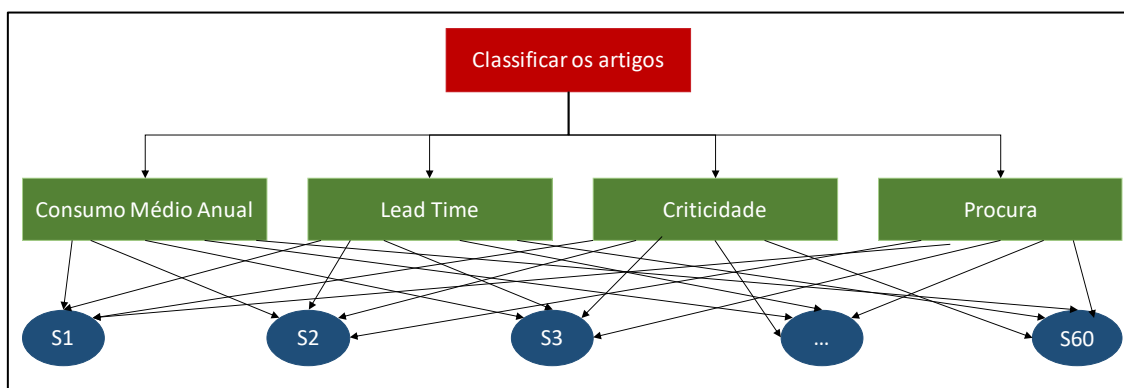 Classificar os artigos
Consumo Médio Anual
Lead Time
Criticidade
Procura
S1
S2
S3
...
S60